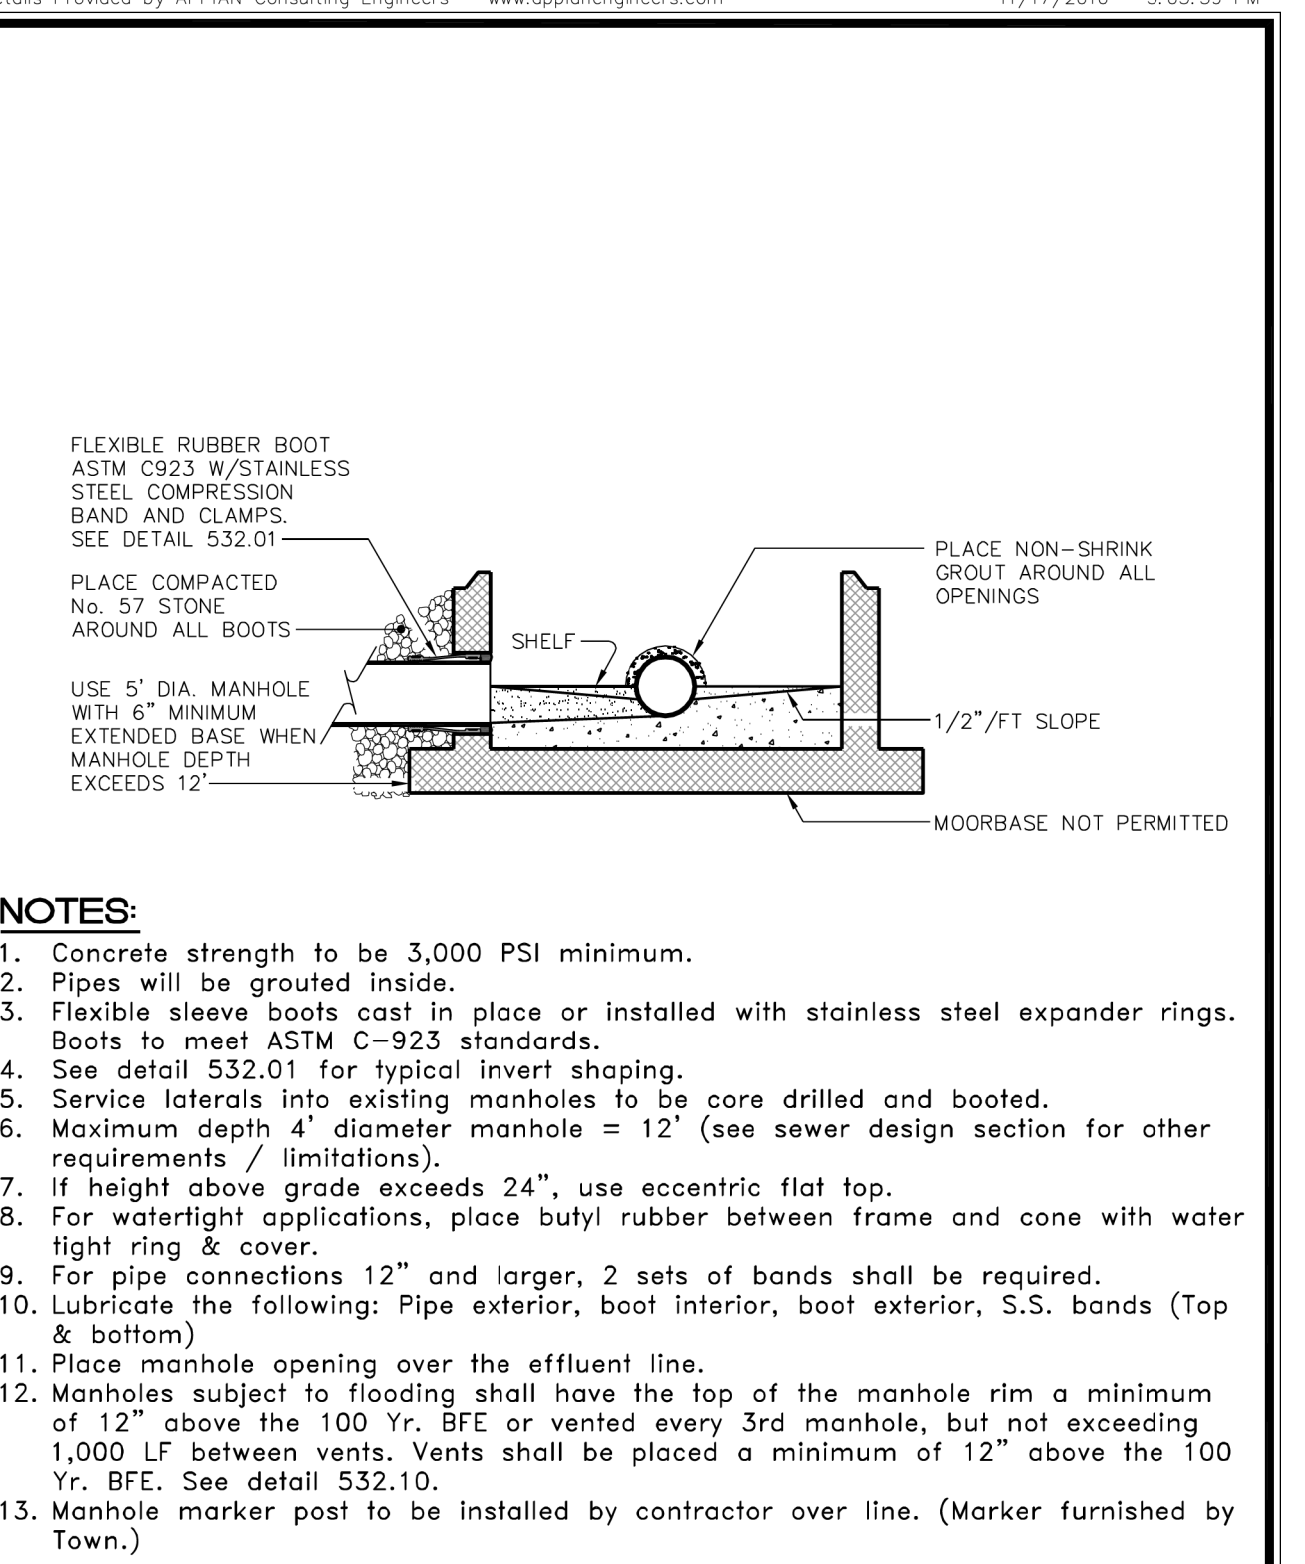 Details Provided by APPIAN Consulting Engineers www.appianengineers.com
FLEXIBLE RUBBER BOOT
ASTM C923 W/STAINLESS
STEEL COMPRESSION
BAND AND CLAMPS.
SEE DETAIL 532.01
PLACE COMPACTED
No. 57 STONE
AROUND ALL BOOTS
USE 5' DIA. MANHOLE
WITH 6" MINIMUM
EXTENDED BASE WHEN
MANHOLE DEPTH
EXCEEDS 12'
SHELF
PLACE NON-SHRINK
GROUT AROUND ALL
OPENINGS
1/2"/FT SLOPE
MOORBASE NOT PERMITTED
NOTES:
1. Concrete strength to be 3,000 PSI minimum.
2. Pipes will be grouted inside.
3. Flexible sleeve boots cast in place or installed with stainless steel expander rings.
Boots to meet ASTM C-923 standards.
4. See detail 532.01 for typical invert shaping.
5. Service laterals into existing manholes to be core drilled and booted.
6. Maximum depth 4' diameter manhole = 12' (see sewer design section for other
requirements / limitations).
7. If height above grade exceeds 24", use eccentric flat top.
8. For watertight applications, place butyl rubber between frame and cone with water
tight ring & cover.
9. For pipe connections 12" and larger, 2 sets of bands shall be required.
10. Lubricate the following: Pipe exterior, boot interior, boot exterior, S.S. bands (Top
& bottom)
11. Place manhole opening over the effluent line.
12. Manholes subject to flooding shall have the top of the manhole rim a minimum
of 12" above the 100 Yr. BFE or vented every 3rd manhole, but not exceeding
1,000 LF between vents. Vents shall be placed a minimum of 12" above the 100
Yr. BFE. See detail 532.10.
13. Manhole marker post to be installed by contractor over line. (Marker furnished by
Town.)